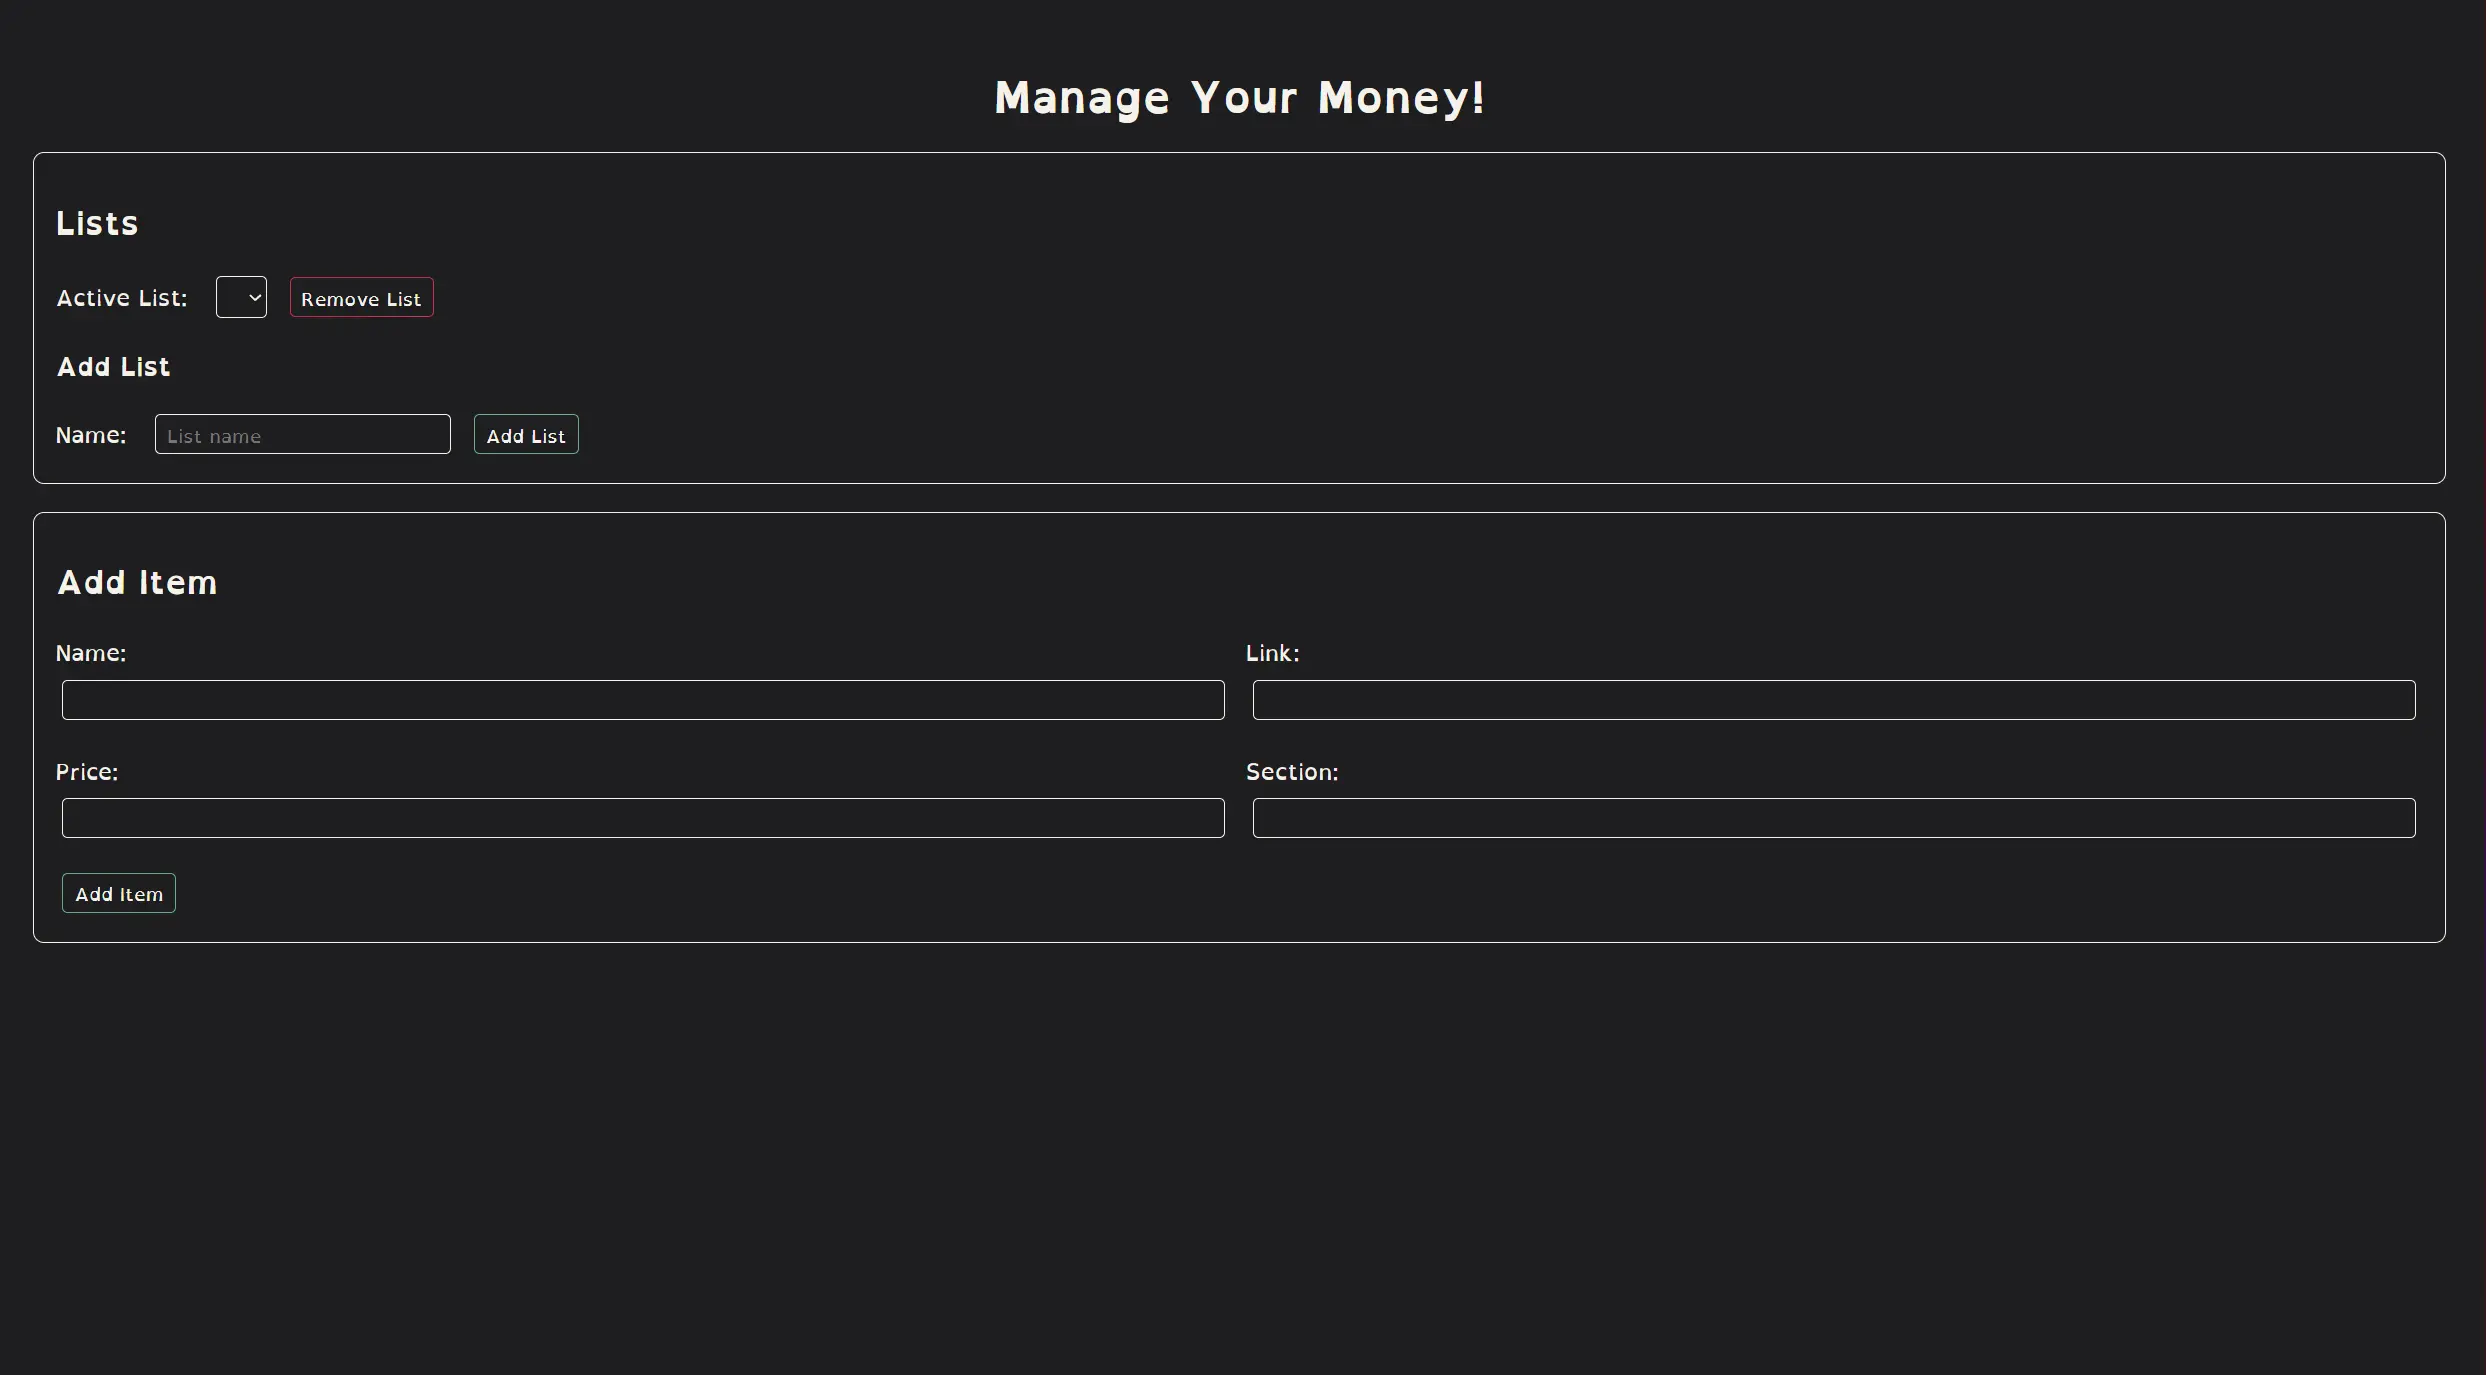 Manage Your Money!
Lists
Active List:
Remove List
Add List
Name:
List name
Add List
Add Item
Name:
Link:
Price:
Section:
Add Item